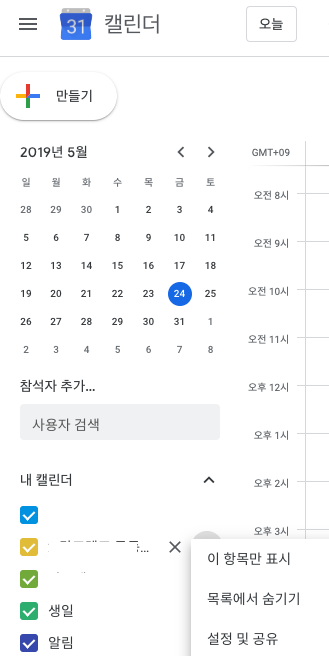 31 캘린더 오늘
만들기
2019년 5월
일 월 화 수 목 금 토
28 29 30 1 2 3 4
5 6 7 8 9 10 11
12 13 14 15 16 17 18
19 20 21 22 23 24 25
26 27 28 29 30 31 1
2 3 4 5 6 7 8
참석자 추가...
사용자 검색
내 캘린더
생일
알림
GMT+09
오전 8시
오전 9시
오전 10시
오전 11시
오후 12시
오후 1시
오후 2시
오후 3시
이 항목만 표시
목록에서 숨기기
설정 및 공유